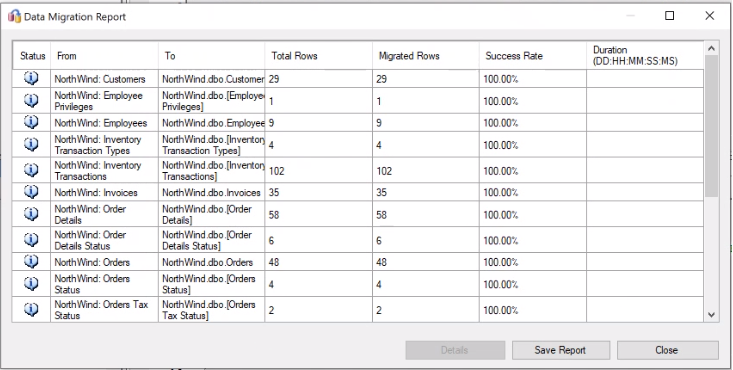 Data Migration Report
Status From To Total Rows Migrated Rows Success Rate Duration
(DD:HH:MM:SS:MS)
NorthWind: Customers NorthWind.dbo.Customer 29 29 100.00%
NorthWind: Employee NorthWind.dbo.[Employe 1 1 100.00%
Privileges Privileges]
NorthWind: Employees NorthWind.dbo.Employee 9 9 100.00%
NorthWind: Inventory NorthWind.dbo.[Inventory 4 4 100.00%
Transaction Types Transaction Types]
NorthWind: Inventory NorthWind.dbo.[Inventory 102 102 100.00%
Transactions Transactions]
NorthWind: Invoices NorthWind.dbo.Invoices 35 35 100.00%
NorthWind: Order NorthWind.dbo.[Order 58 58 100.00%
Details Details]
NorthWind: Order NorthWind.dbo.[Order 6 6 100.00%
Details Status Details Status]
NorthWind: Orders NorthWind.dbo.Orders 48 48 100.00%
NorthWind: Orders NorthWind.dbo.[Orders 4 4 100.00%
Status Status]
NorthWind: Orders Tax NorthWind.dbo.[Orders 2 2 100.00%
Status Tax Status]
Details Save Report Close